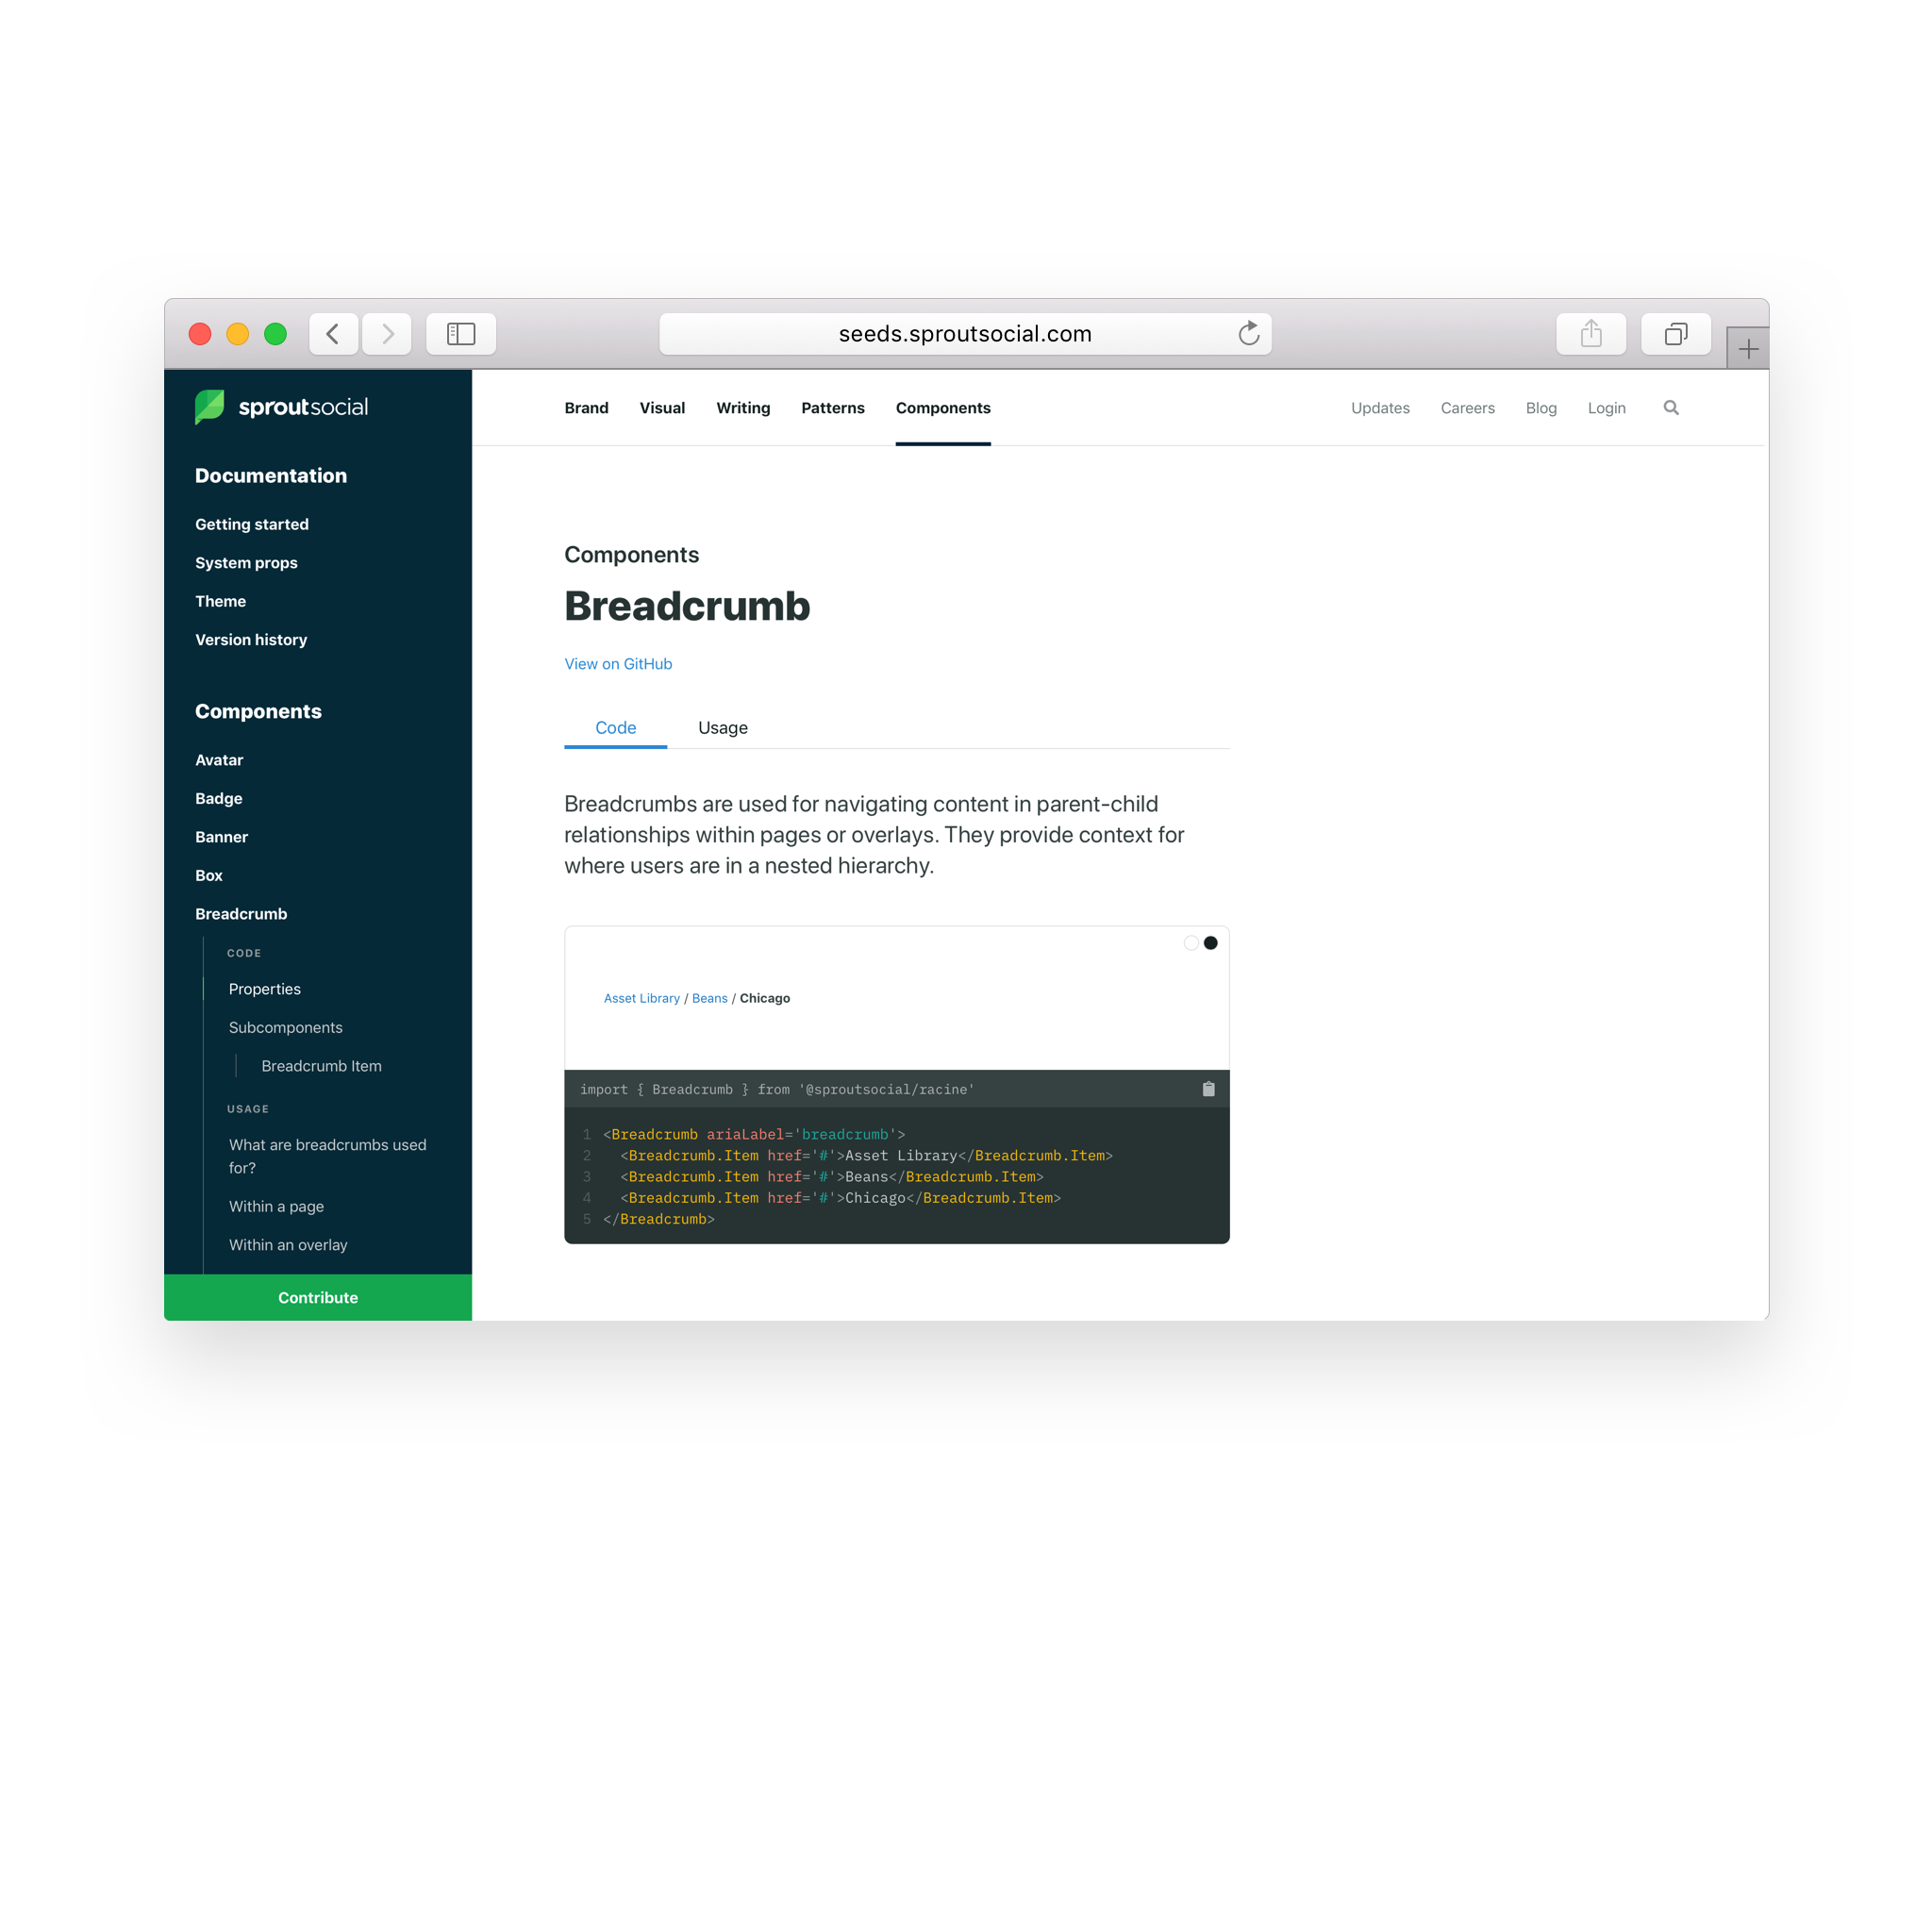 seeds.sproutsocial.com
sproutsocial
Brand Visual Writing Patterns Components
Updates Careers Blog Login
Documentation
Getting started
System props
Theme
Version history
Components
Avatar
Badge
Banner
Box
Breadcrumb
CODE
Properties
Subcomponents
Breadcrumb Item
USAGE
What are breadcrumbs used
for?
Within a page
Within an overlay
Contribute
Components
Breadcrumb
View on GitHub
Code Usage
Breadcrumbs are used for navigating content in parent-child
relationships within pages or overlays. They provide context for
where users are in a nested hierarchy.
Asset Library / Beans / Chicago
import { Breadcrumb } from '@sproutsocial/racine'
1 <Breadcrumb ariaLabel='breadcrumb'>
2 <Breadcrumb.Item href='#'>Asset Library</Breadcrumb.Item>
3 <Breadcrumb.Item href='#'>Beans</Breadcrumb.Item>
4 <Breadcrumb.Item href='#'>Chicago</Breadcrumb.Item>
5 </Breadcrumb>